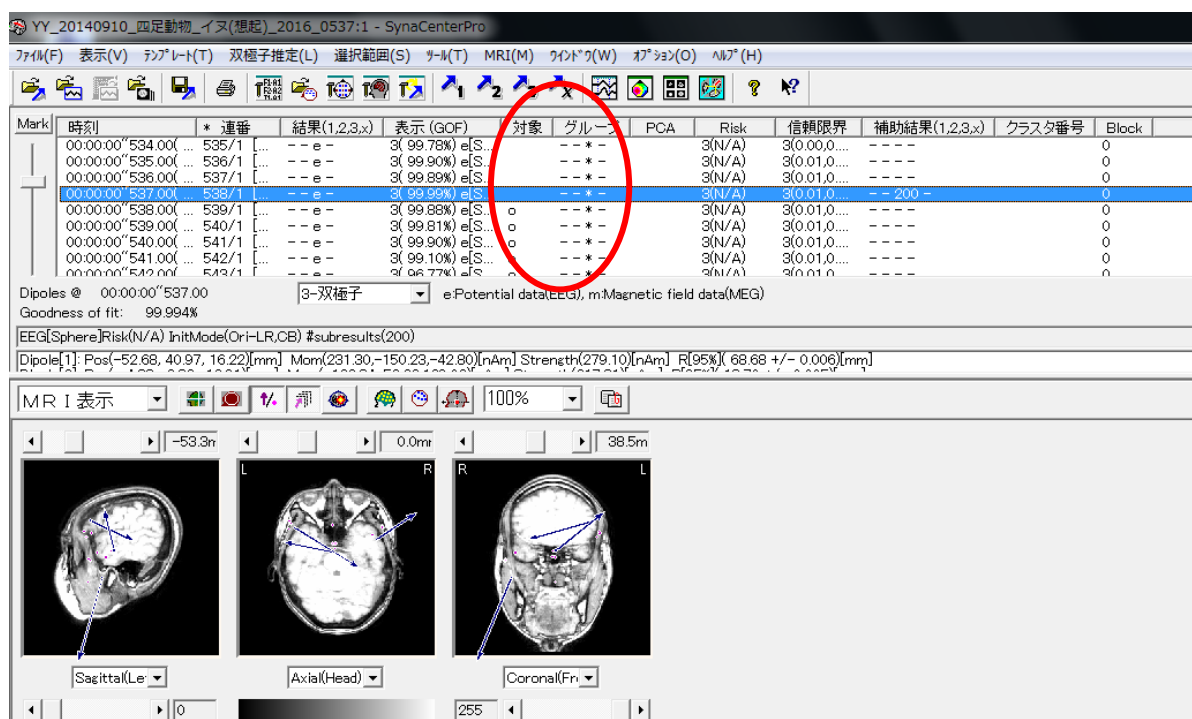 YY_20140910_四足動物_イヌ(想起)_2016_0537:1 - SynaCenterPro
ﾌｧｲﾙ(F) 表示(V) ﾃﾝﾌﾟﾚｰﾄ(T) 双極子推定(L) 選択範囲(S) ﾂｰﾙ(T) MRI(M) ｳｲﾝﾄﾞｳ(W) ｵﾌﾟｼｮﾝ(O) ﾍﾙﾌﾟ(H)
Mark 時刻 * 連番 結果(1,2,3,x) 表示 (GOF) 対象 グループ PCA Risk 信頼限界 補助結果(1,2,3,x) クラスタ番号 Block
00:00:00"534.00( ... 535/1 [... - - e - 3( 99.78%) e[S... - - * - 3(N/A) 3(0.00,0.... - - - - 0
00:00:00"535.00( ... 536/1 [... - - e - 3( 99.90%) e[S... - - * - 3(N/A) 3(0.01,0.... - - - - 0
00:00:00"536.00( ... 537/1 [... - - e - 3( 99.89%) e[S... - - * - 3(N/A) 3(0.01,0.... - - - - 0
00:00:00"537.00( ... 538/1 [... - - e - 3( 99.99%) e[S... - - * - 3(N/A) 3(0.01,0.... - - 200 - 0
00:00:00"538.00( ... 539/1 [... - - e - 3( 99.88%) e[S... o - - * - 3(N/A) 3(0.01,0.... - - - - 0
00:00:00"539.00( ... 540/1 [... - - e - 3( 99.81%) e[S... o - - * - 3(N/A) 3(0.01,0.... - - - - 0
00:00:00"540.00( ... 541/1 [... - - e - 3( 99.90%) e[S... o - - * - 3(N/A) 3(0.01,0.... - - - - 0
00:00:00"541.00( ... 542/1 [... - - e - 3( 99.10%) e[S... o - - * - 3(N/A) 3(0.01,0.... - - - - 0
00:00:00"542.00( ... 543/1 [... - - e - 3( 96.77%) e[S... o - - * - 3(N/A) 3(0.01,0.... - - - - 0
Dipoles @ 00:00:00"537.00 3-双極子 e:Potential data(EEG), m:Magnetic field data(MEG)
Goodness of fit: 99.994%
EEG[Sphere]Risk(N/A) InitMode(Ori-LR,CB) #subresults(200)
Dipole[1]: Pos(-52.68, 40.97, 16.22)[mm] Mom(231.30,-150.23,-42.80)[nAm] Strength(279.10)[nAm] R[95%]( 68.68 +/- 0.006)[mm]
ＭＲＩ表示 100%
-53.3m 0.0mr 38.5m
L R R L
Sagittal(Le Axial(Head) Coronal(Fr
0 255